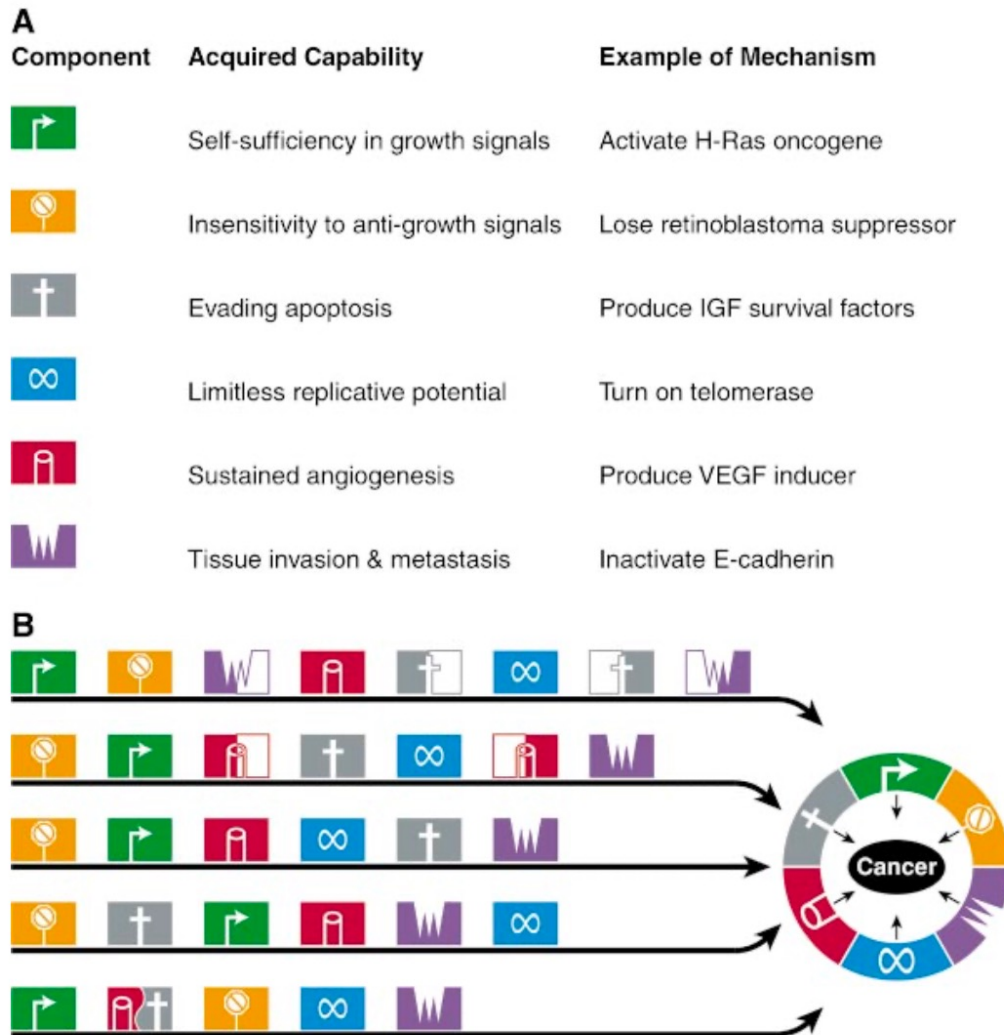 A
Component Acquired Capability Example of Mechanism
Self-sufficiency in growth signals Activate H-Ras oncogene
Insensitivity to anti-growth signals Lose retinoblastoma suppressor
Evading apoptosis Produce IGF survival factors
Limitless replicative potential Turn on telomerase
Sustained angiogenesis Produce VEGF inducer
Tissue invasion & metastasis Inactivate E-cadherin
B
Cancer